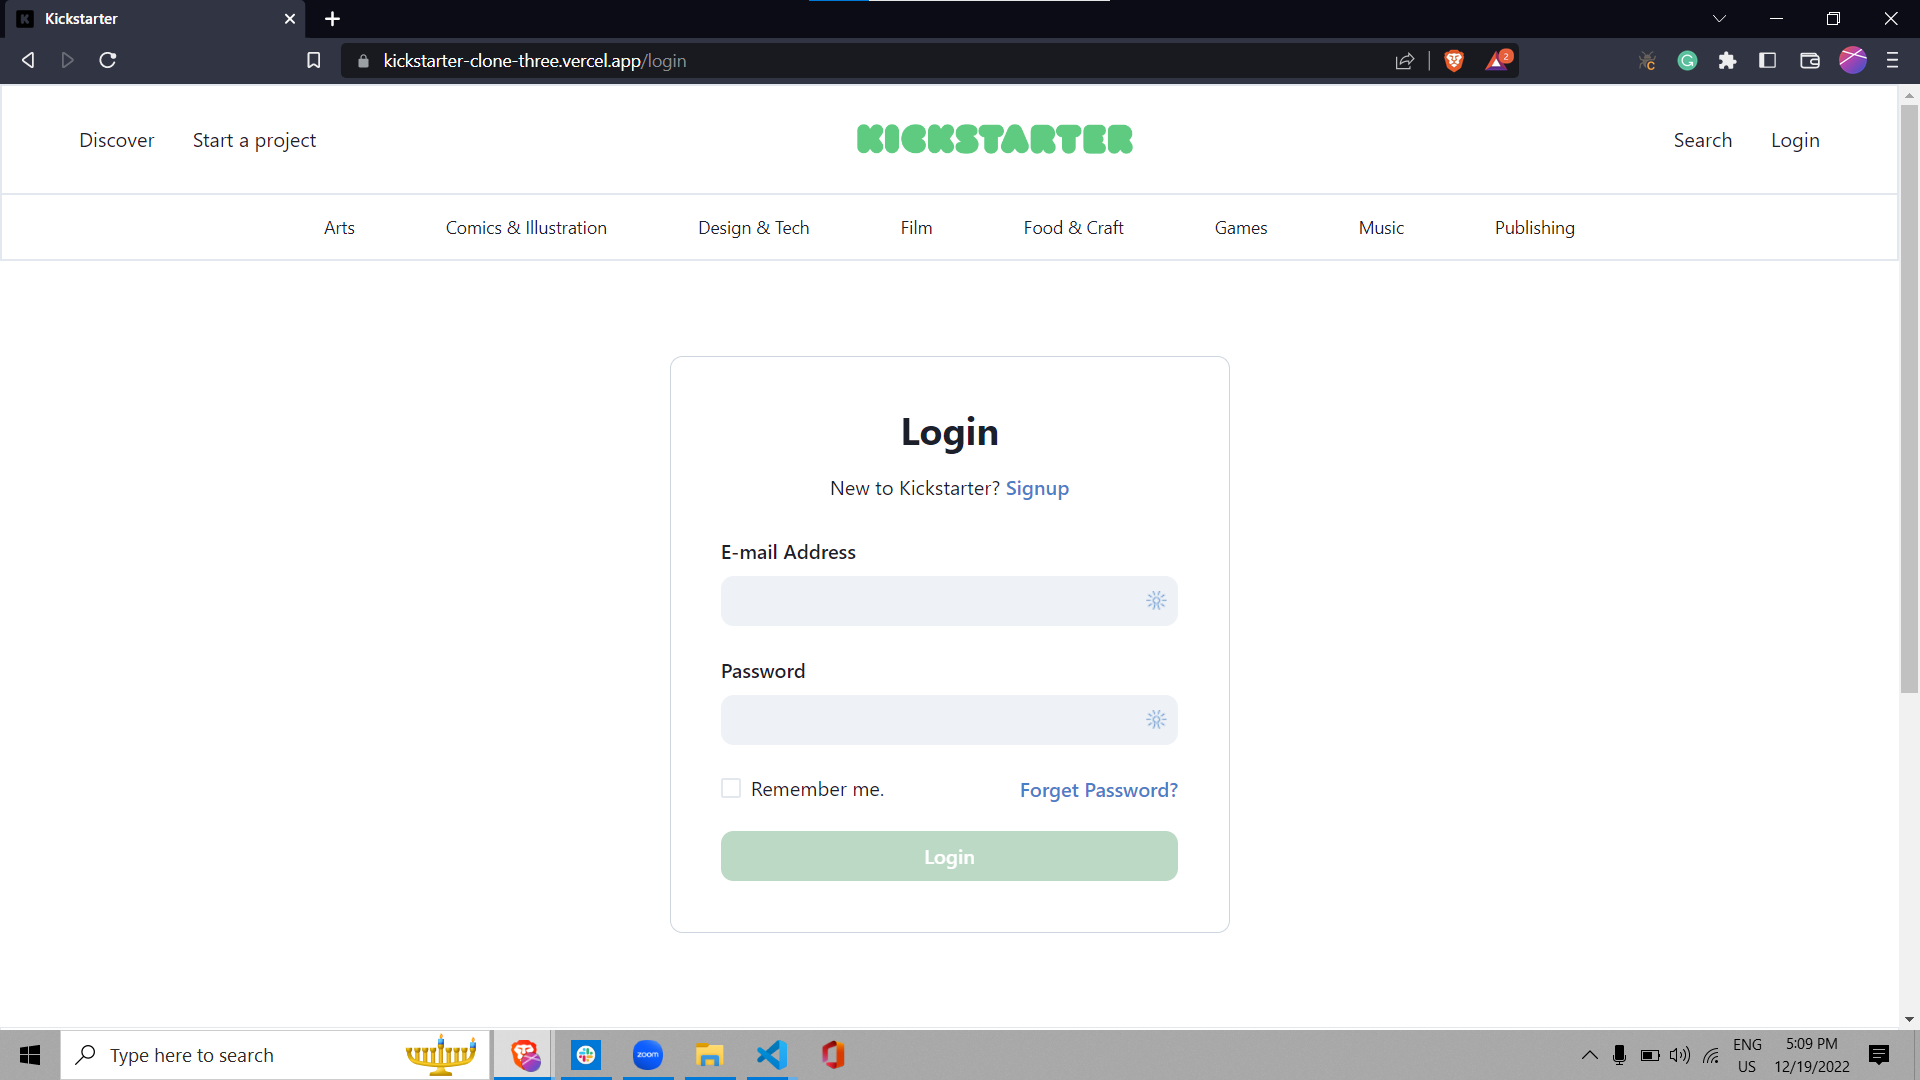 Kickstarter
kickstarter-clone-three.vercel.app/login
2
Discover Start a project KICKSTARTER Search Login
Arts Comics & Illustration Design & Tech Film Food & Craft Games Music Publishing
Login
New to Kickstarter? Signup
E-mail Address
Password
Remember me. Forget Password?
Login
Type here to search
zoom
ENG
US
5:09 PM
12/19/2022